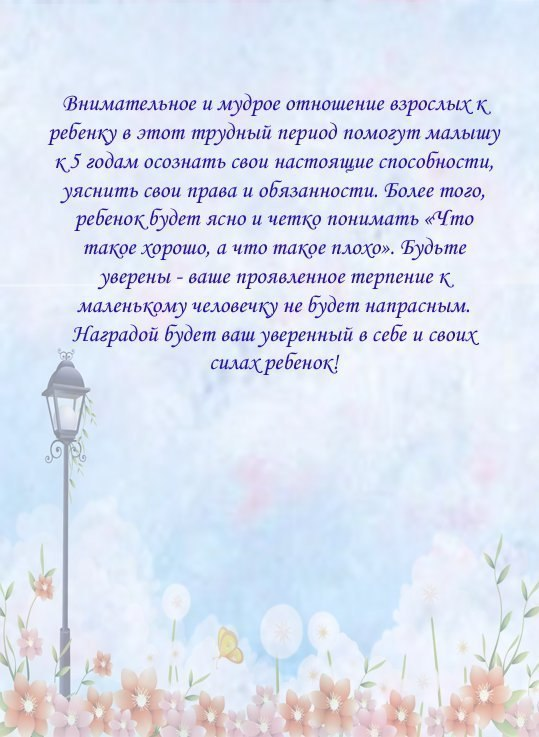 Внимательное и мудрое отношение взрослых к
ребенку в этот трудный период помогут малышу
к 5 годам осознать свои настоящие способности,
уяснить свои права и обязанности. Более того,
ребенок будет ясно и четко понимать «Что
такое хорошо, а что такое плохо». Будьте
уверены - ваше проявленное терпение к
маленькому человечку не будет напрасным.
Наградой будет ваш уверенный в себе и своих
силах ребенок!